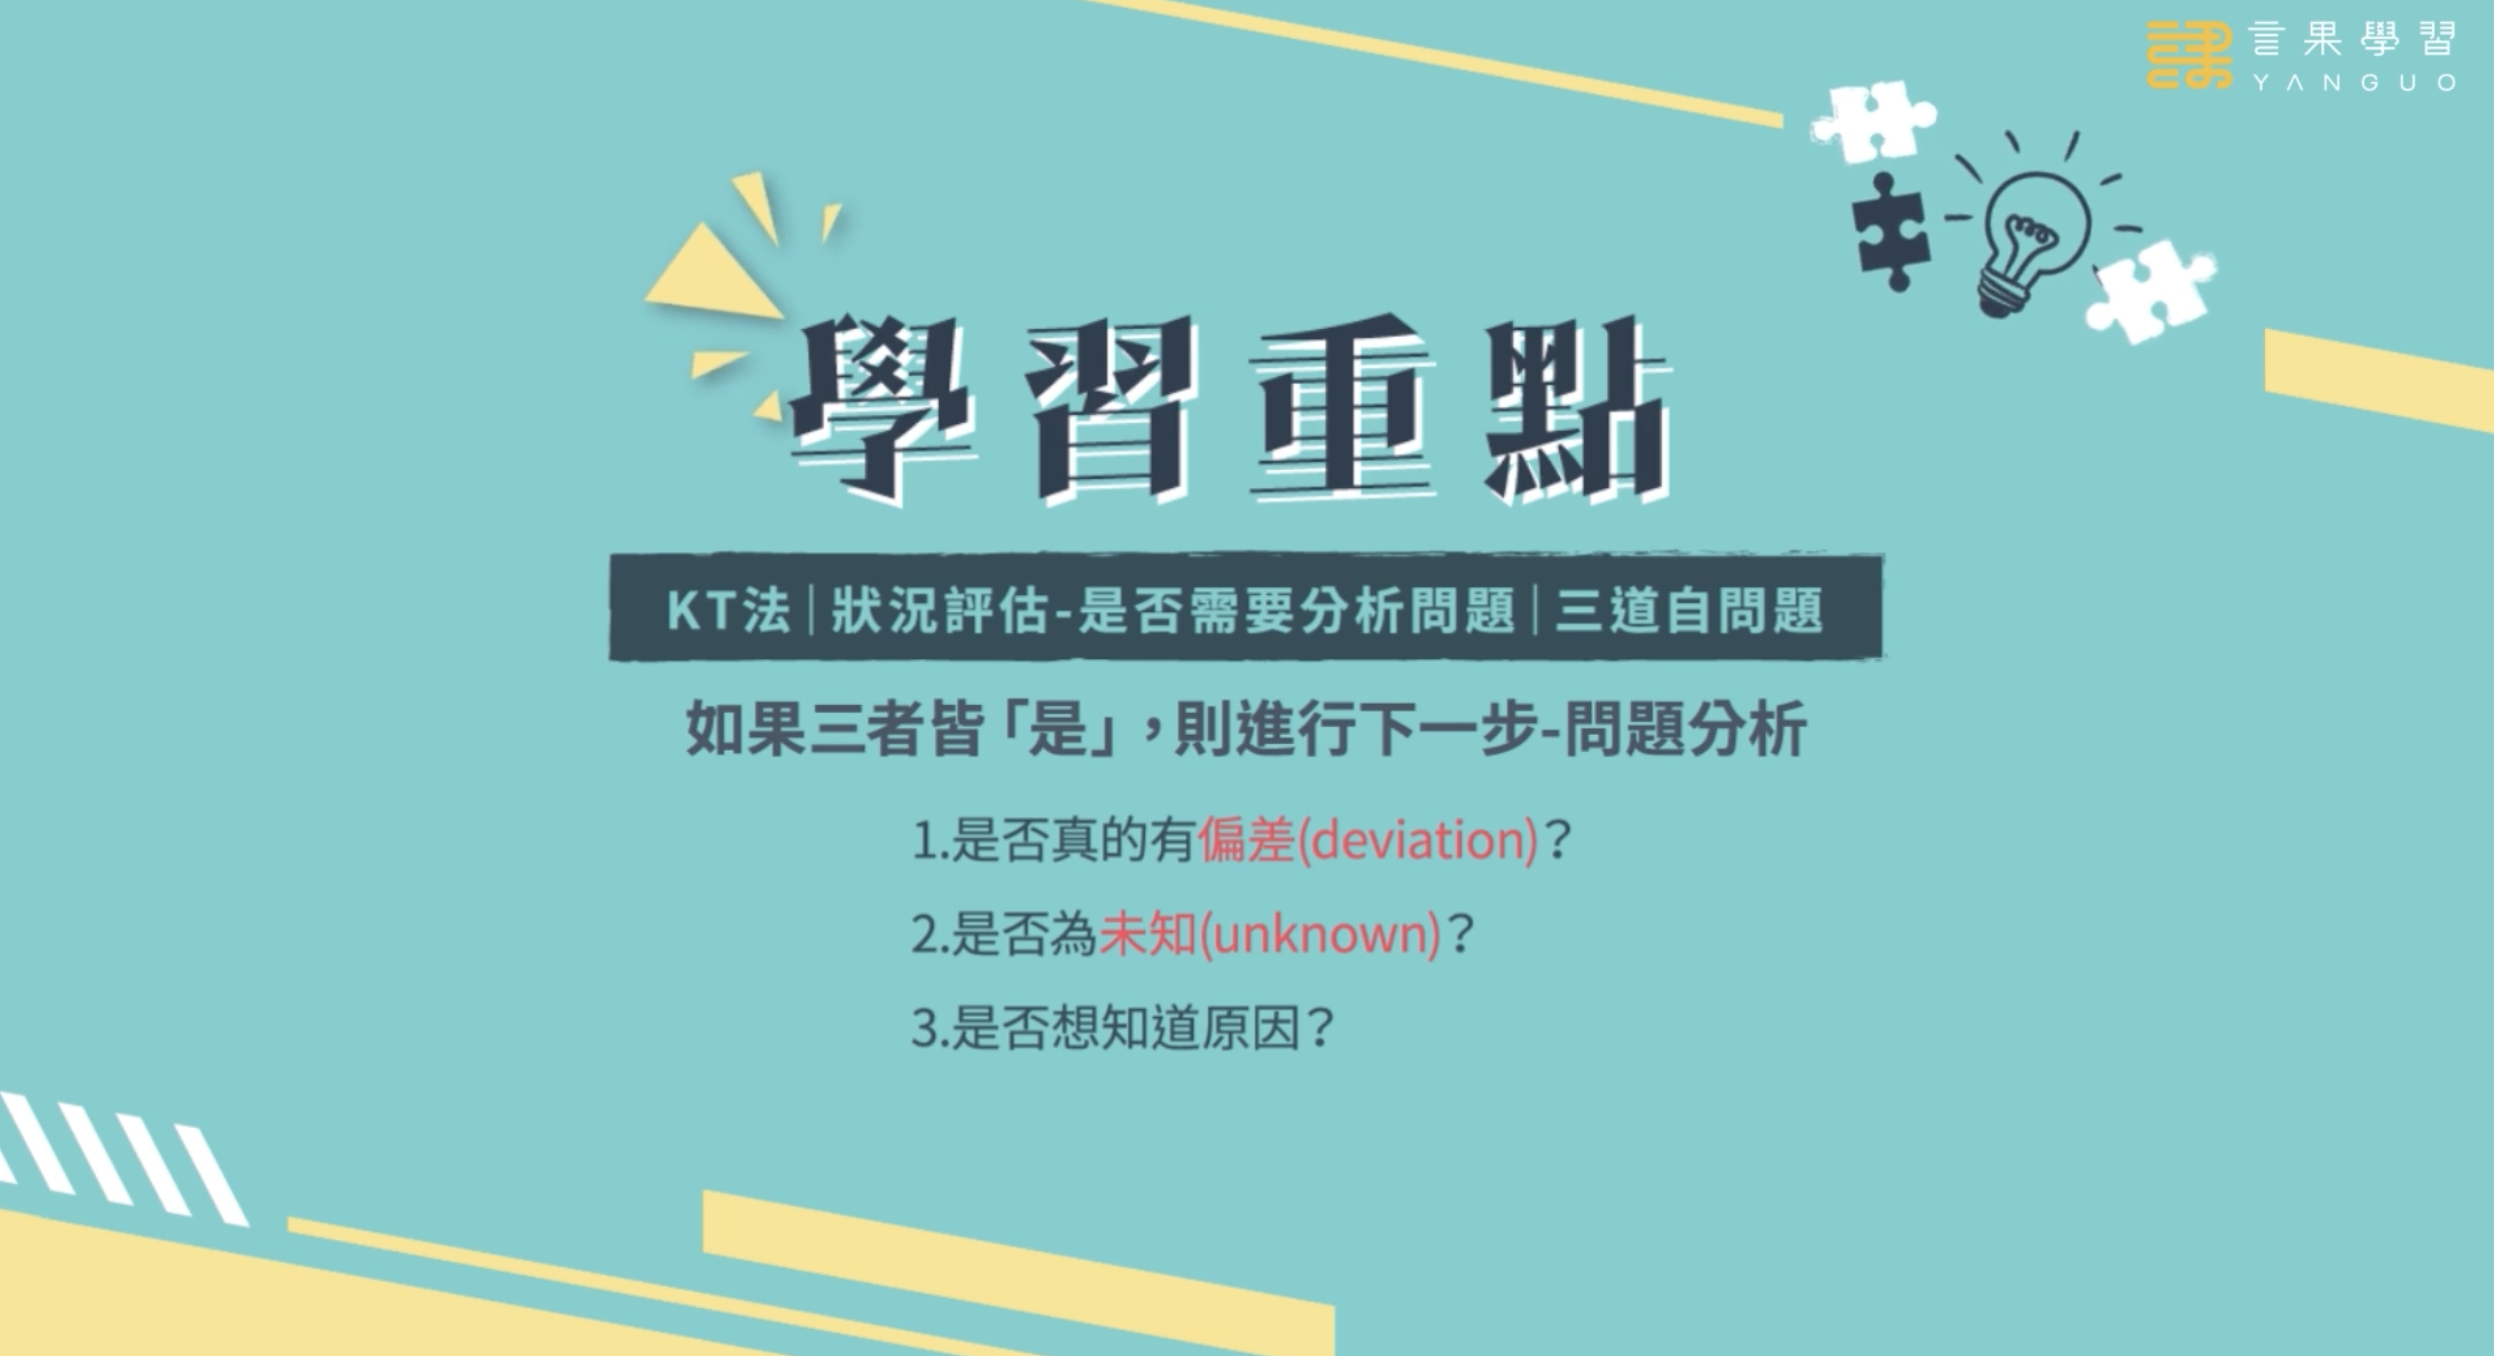 言果學習
YANGUO
學習重點
KT法|狀況評估-是否需要分析問題|三道自問題
如果三者皆「是」，則進行下一步-問題分析
1.是否真的有偏差(deviation)？
2.是否為未知(unknown)？
3.是否想知道原因？